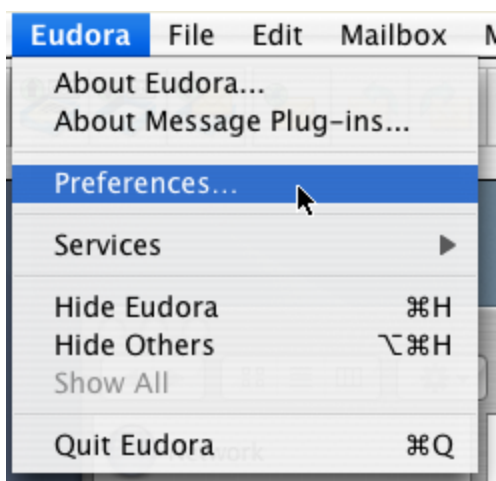 Eudora File Edit Mailbox
About Eudora...
About Message Plug-ins...
Preferences...
Services
Hide Eudora ⌘H
Hide Others ⌥⌘H
Show All
Quit Eudora ⌘Q
Network